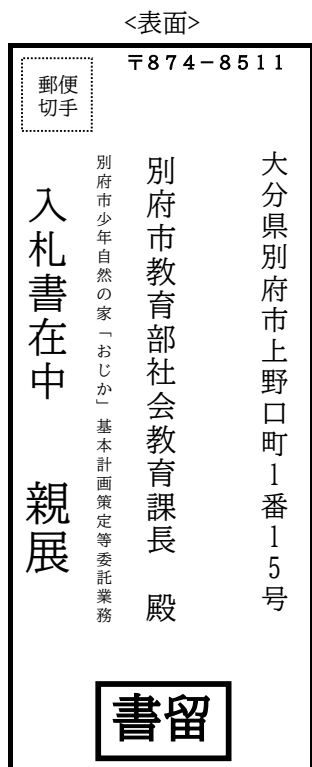 <表面>
郵便
切手
〒874-8511
大分県別府市上野口町1番15号
別府市教育部社会教育課長　殿
別府市少年自然の家「おじか」基本計画策定等委託業務
入札書在中　親展
書留